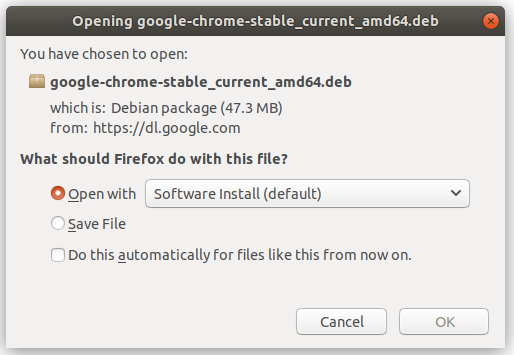 Opening google-chrome-stable_current_amd64.deb
You have chosen to open:
google-chrome-stable_current_amd64.deb
which is: Debian package (47.3 MB)
from: https://dl.google.com
What should Firefox do with this file?
Open with Software Install (default)
Save File
Do this automatically for files like this from now on.
Cancel OK